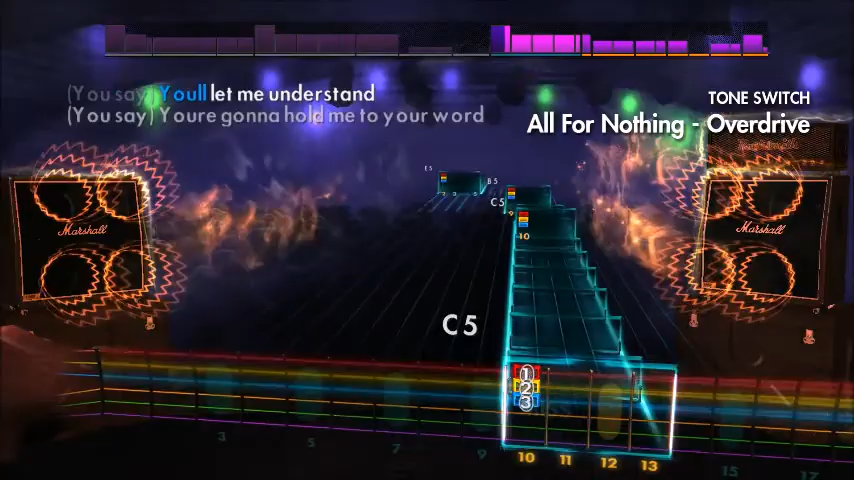 (You say) Youll let me understand
(You say) Youre gonna hold me to your word
TONE SWITCH
All For Nothing - Overdrive
Marshall
Marshall
E5
B5
C5
9
10
C5
1
2
3
3
5
7
9
10
11
12
13
15
17